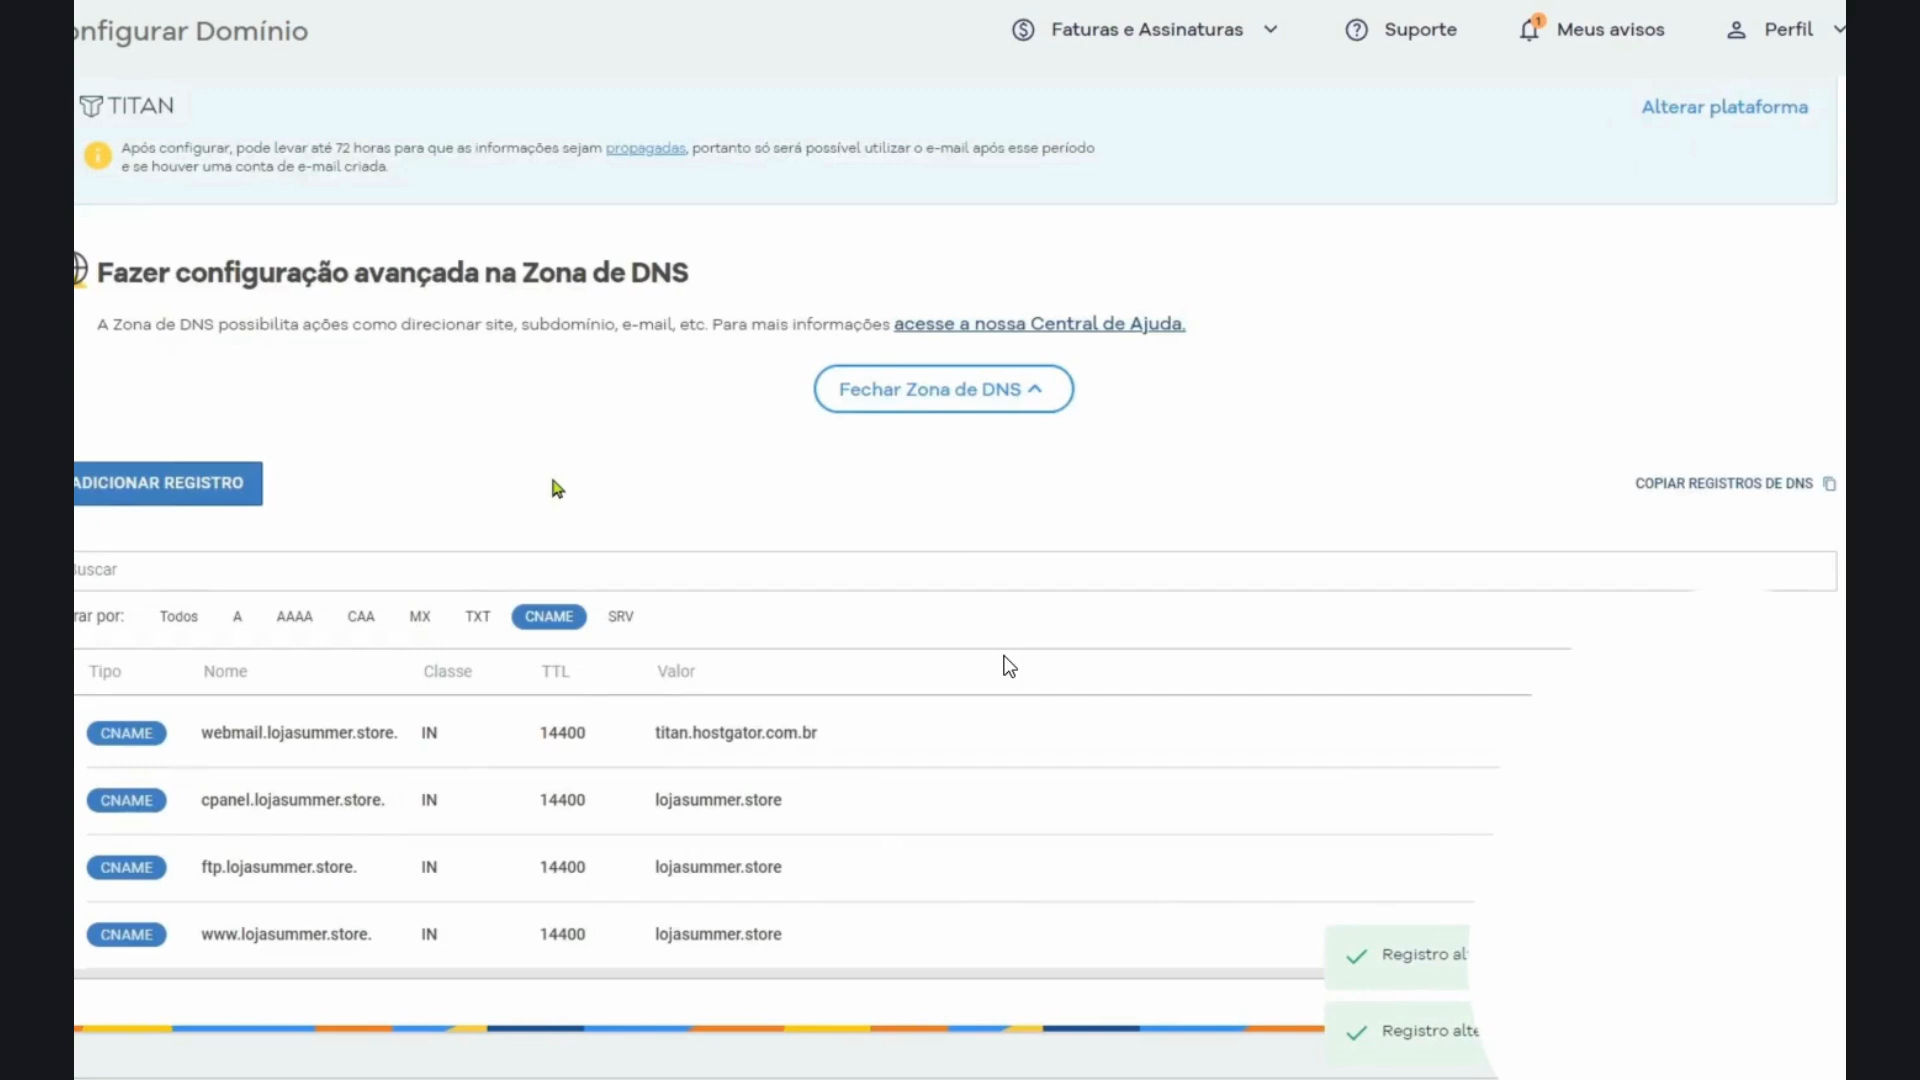 onfigurar Domínio
Faturas e Assinaturas
Suporte
1
Meus avisos
Perfil
TITAN
Alterar plataforma
Após configurar, pode levar até 72 horas para que as informações sejam propagadas, portanto só será possível utilizar o e-mail após esse período
e se houver uma conta de e-mail criada.
Fazer configuração avançada na Zona de DNS
A Zona de DNS possibilita ações como direcionar site, subdomínio, e-mail, etc. Para mais informações acesse a nossa Central de Ajuda.
Fechar Zona de DNS
ADICIONAR REGISTRO
COPIAR REGISTROS DE DNS
uscar
rar por: Todos A AAAA CAA MX TXT CNAME SRV
Tipo Nome Classe TTL Valor
CNAME webmail.lojasummer.store. IN 14400 titan.hostgator.com.br
CNAME cpanel.lojasummer.store. IN 14400 lojasummer.store
CNAME ftp.lojasummer.store. IN 14400 lojasummer.store
CNAME www.lojasummer.store. IN 14400 lojasummer.store
Registro al
Registro alte